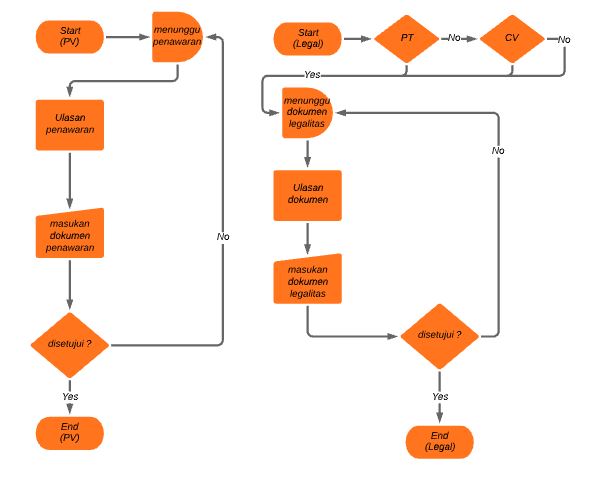 Start
(PV)
menunggu
penawaran
Ulasan
penawaran
masukan
dokumen
penawaran
No
disetujui ?
Yes
End
(PV)
Start
(Legal)
PT
No
CV
No
Yes
menunggu
dokumen
legalitas
No
Ulasan
dokumen
masukan
dokumen
legalitas
disetujui ?
Yes
End
(Legal)